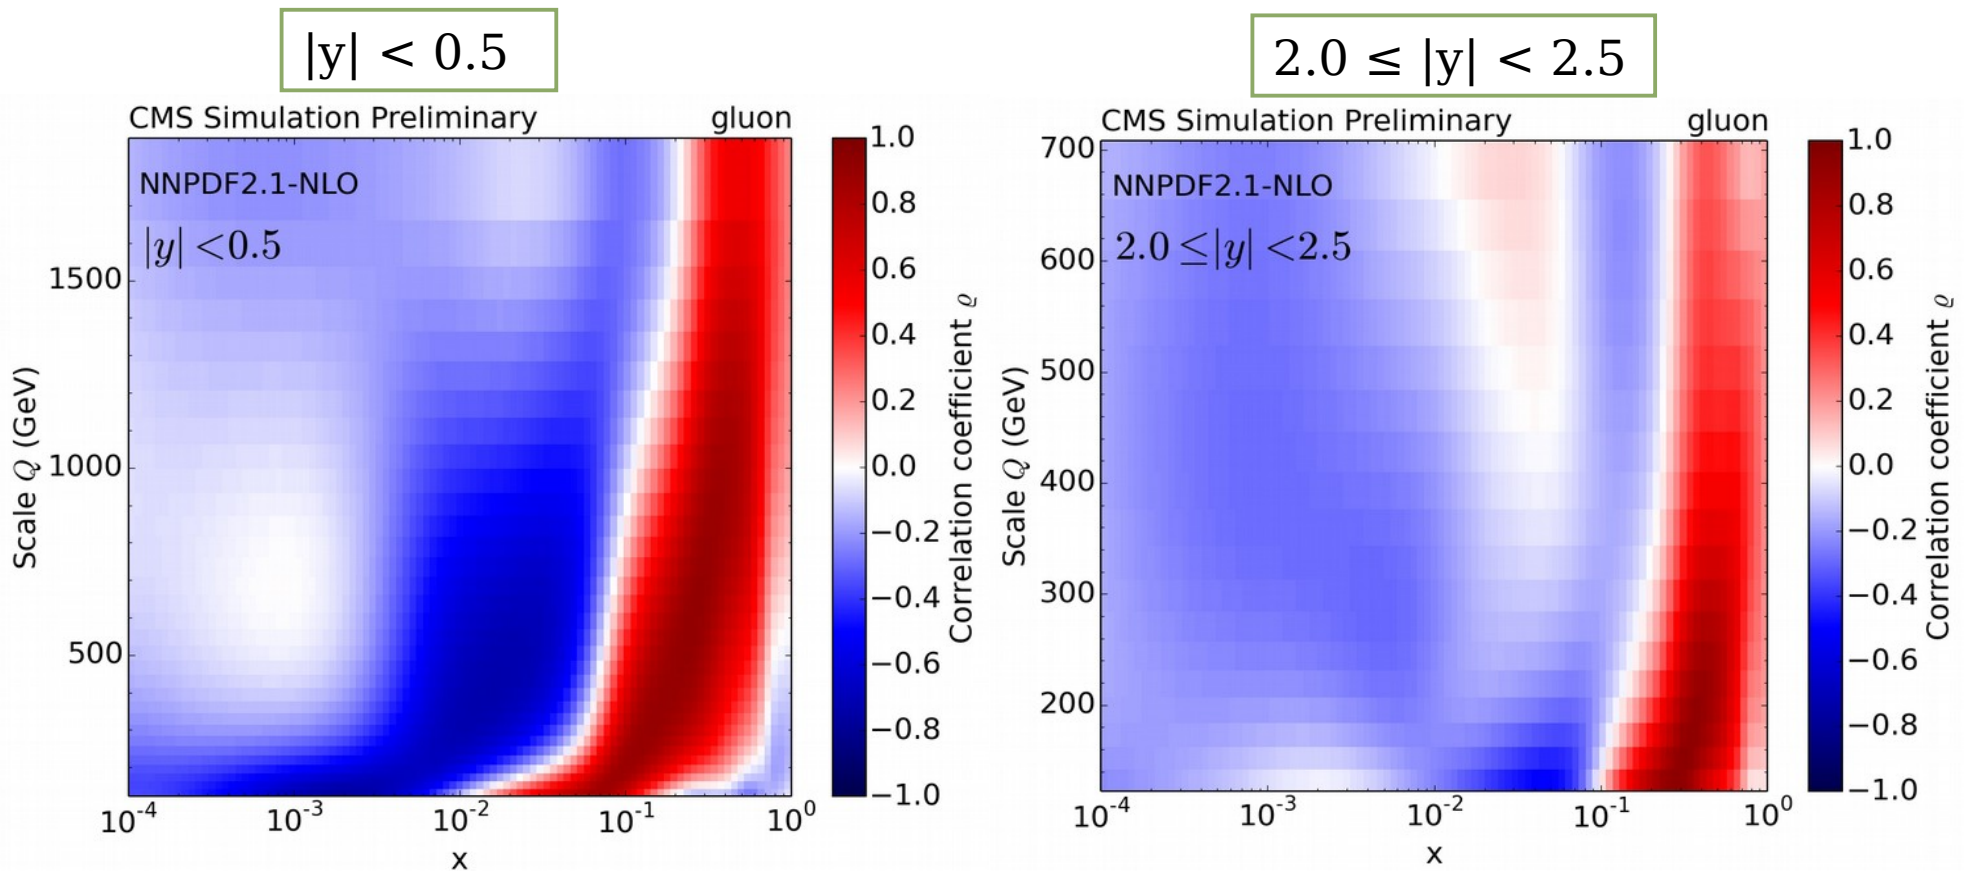 |y| < 0.5
CMS Simulation Preliminary gluon
NNPDF2.1-NLO
|y| <0.5
1500
1000
500
Scale Q (GeV)
10⁻⁴ 10⁻³ 10⁻² 10⁻¹ 10⁰
x
1.0
0.8
0.6
0.4
0.2
0.0
−0.2
−0.4
−0.6
−0.8
−1.0
Correlation coefficient ϱ
2.0 ≤ |y| < 2.5
CMS Simulation Preliminary gluon
NNPDF2.1-NLO
2.0 ≤|y| <2.5
700
600
500
400
300
200
Scale Q (GeV)
10⁻⁴ 10⁻³ 10⁻² 10⁻¹ 10⁰
x
1.0
0.8
0.6
0.4
0.2
0.0
−0.2
−0.4
−0.6
−0.8
−1.0
Correlation coefficient ϱ